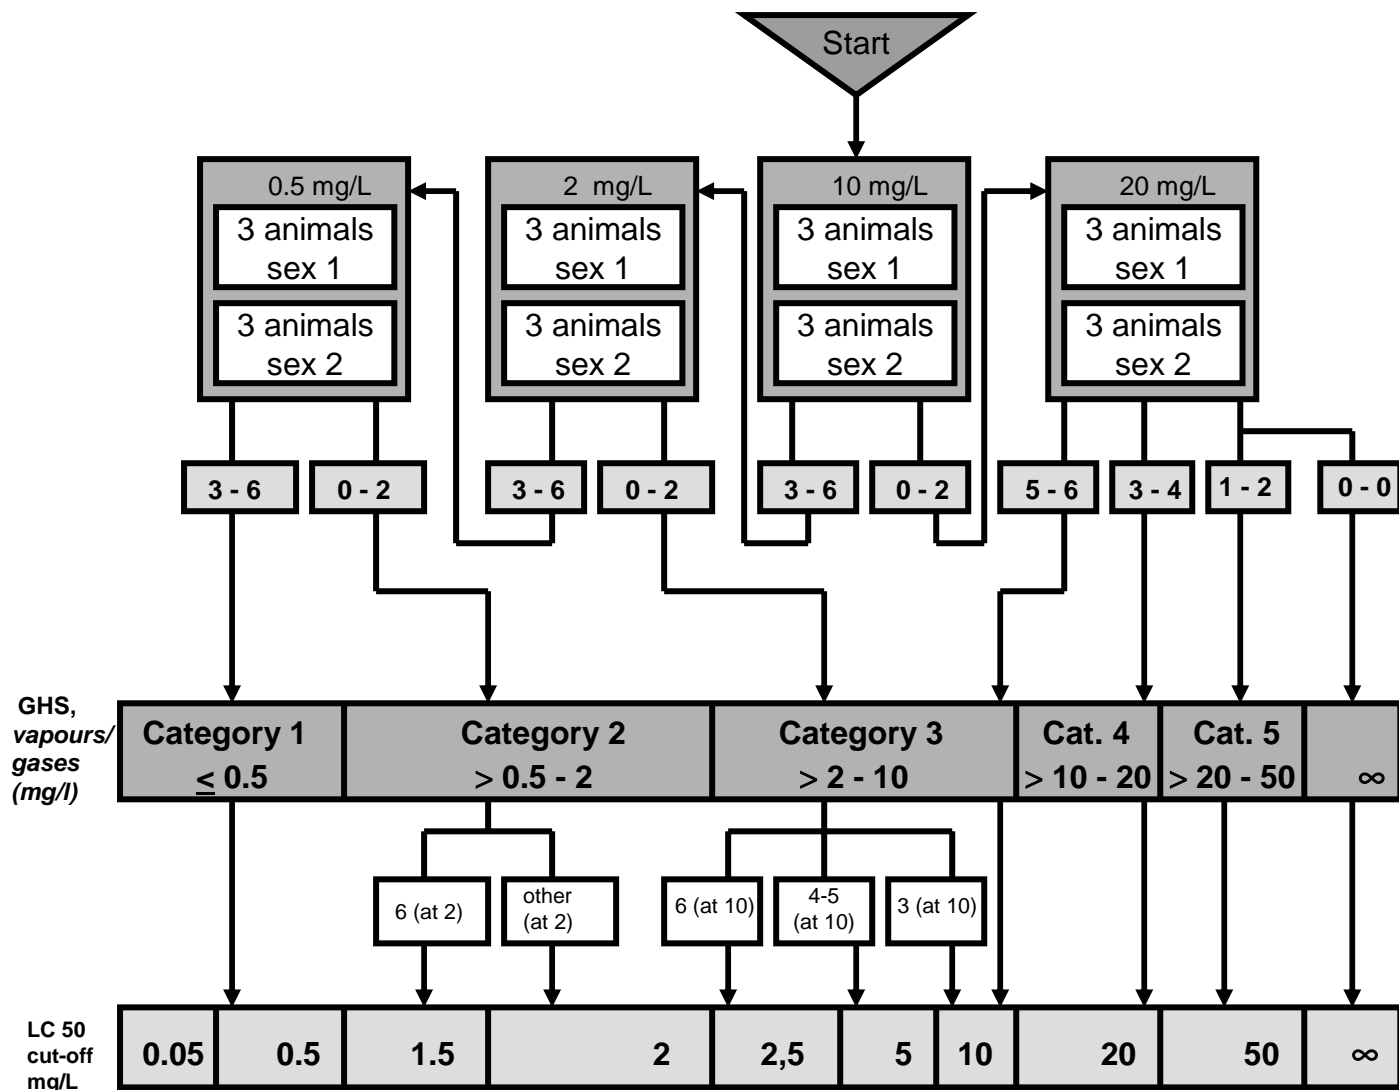 Start
0.5 mg/L
2 mg/L
10 mg/L
20 mg/L
3 animals
sex 1
3 animals
sex 1
3 animals
sex 1
3 animals
sex 1
3 animals
sex 2
3 animals
sex 2
3 animals
sex 2
3 animals
sex 2
3 - 6
0 - 2
3 - 6
0 - 2
3 - 6
0 - 2
5 - 6
3 - 4
1 - 2
0 - 0
GHS,
vapours/
gases
(mg/l)
Category 1
≤ 0.5
Category 2
> 0.5 - 2
Category 3
> 2 - 10
Cat. 4
> 10 - 20
Cat. 5
> 20 - 50
∞
6 (at 2)
other
(at 2)
6 (at 10)
4-5
(at 10)
3 (at 10)
LC 50
cut-off
mg/L
0.05
0.5
1.5
2
2,5
5
10
20
50
∞